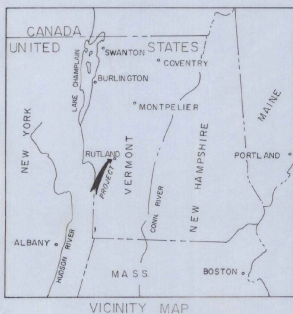 CANADA
UNITED STATES
LAKE CHAMPLAIN
SWANTON
COVENTRY
BURLINGTON
MONTPELIER
NEW YORK
VERMONT
NEW HAMPSHIRE
MAINE
RUTLAND
PROJECT
PORTLAND
CONN RIVER
HUDSON RIVER
ALBANY
MASS.
BOSTON
VICINITY MAP